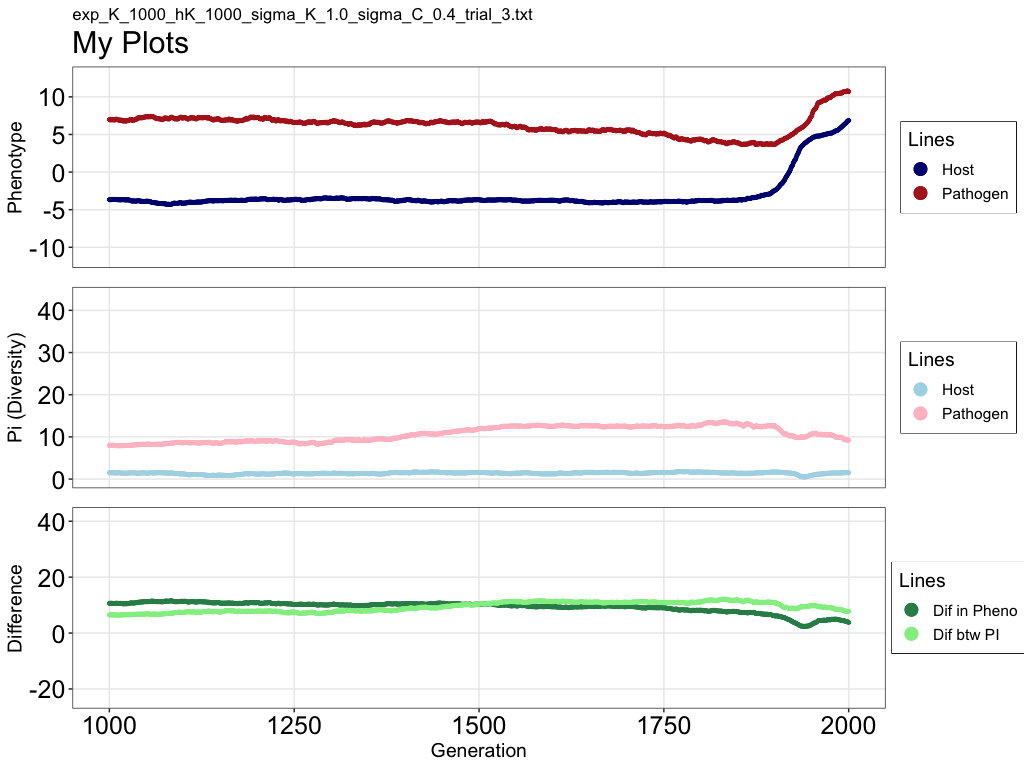 exp_K_1000_hK_1000_sigma_K_1.0_sigma_C_0.4_trial_3.txt
My Plots
Phenotype
10
5
0
-5
-10
Lines
Host
Pathogen
Pi (Diversity)
40
30
20
10
0
Lines
Host
Pathogen
Difference
40
20
0
-20
Lines
Dif in Pheno
Dif btw PI
1000 1250 1500 1750 2000
Generation